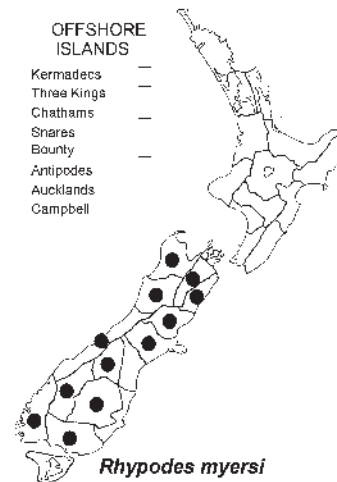 OFFSHORE
ISLANDS
Kermadecs
Three Kings
Chathams
Snares
Bounty
Antipodes
Aucklands
Campbell
Rhypodes myersi